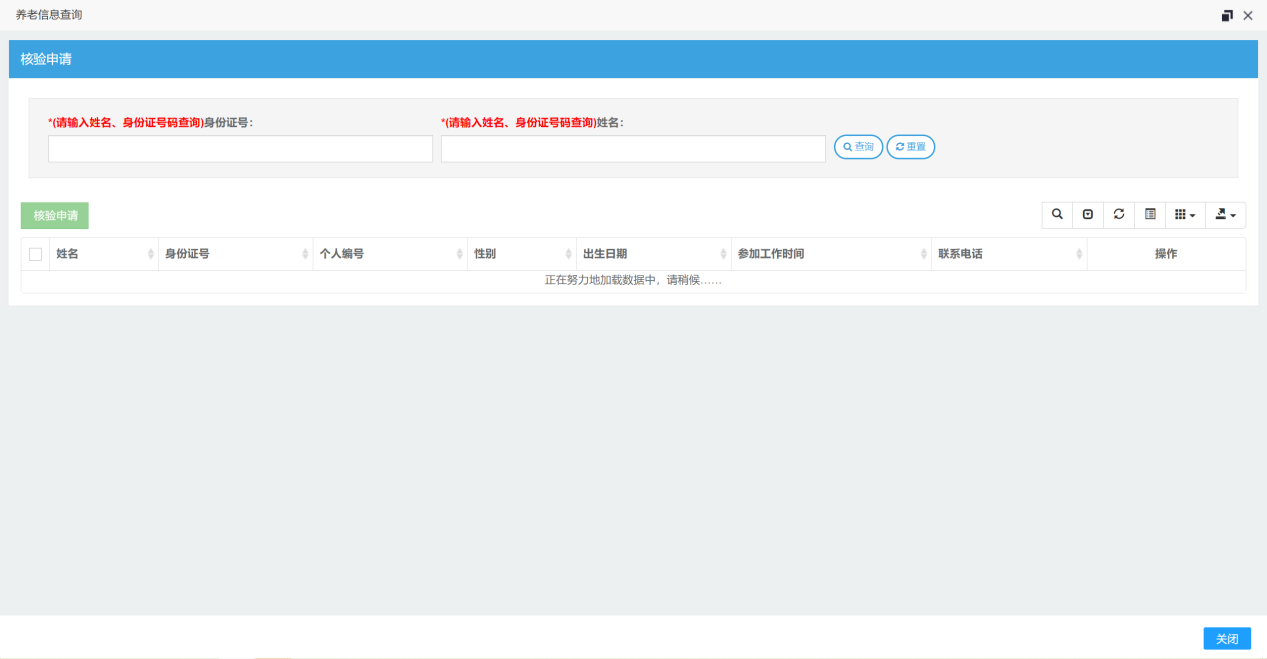 养老信息查询
核验申请
*(请输入姓名、身份证号码查询)身份证号：
*(请输入姓名、身份证号码查询)姓名：
查询
重置
核验申请
姓名 身份证号 个人编号 性别 出生日期 参加工作时间 联系电话 操作
正在努力地加载数据中，请稍候……
关闭